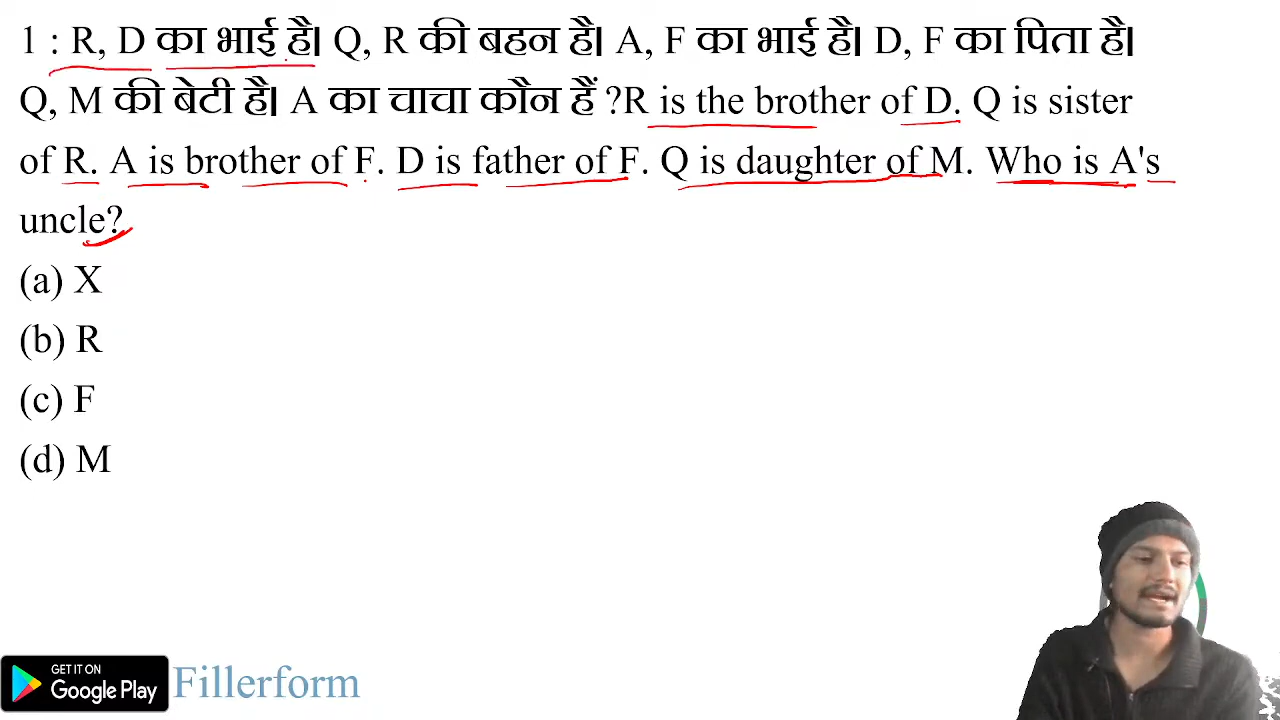 1 : R, D का भाई है। Q, R की बहन है। A, F का भाई है। D, F का पिता है।
Q, M की बेटी है। A का चाचा कौन हैं ?R is the brother of D. Q is sister
of R. A is brother of F. D is father of F. Q is daughter of M. Who is A's
uncle?
(a) X
(b) R
(c) F
(d) M
GET IT ON
Google Play
Fillerform